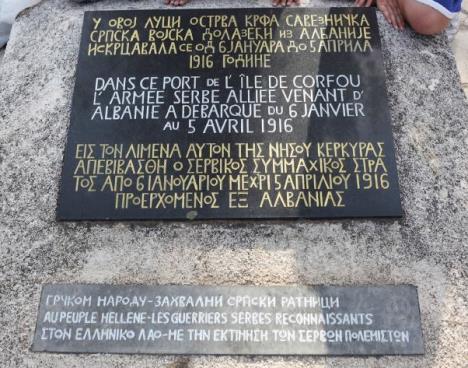 У ОВОЈ ЛУЦИ ОСТРВА КРФА САВЕЗНИЧКА
СРПСКА ВОЈСКА ДОЛАЗЕЋИ ИЗ АЛБАНИЈЕ
ИСКРЦАВАЛА СЕ ОД 6 ЈАНУАРА ДО 5 АПРИЛА
1916 ГОДИНЕ
DANS CE PORT DE L'ÎLE DE CORFOU
L'ARMÉE SERBE ALLIÉE VENANT D'
ALBANIE A DEBARQUÉ DU 6 JANVIER
AU 5 AVRIL 1916
ΕΙΣ ΤΟΝ ΛΙΜΕΝΑ ΑΥΤΟΝ ΤΗΣ ΝΗΣΟΥ ΚΕΡΚΥΡΑΣ
ΑΠΕΒΙΒΑΣΘΗ Ο ΣΕΡΒΙΚΟΣ ΣΥΜΜΑΧΙΚΟΣ ΣΤΡΑ
ΤΟΣ ΑΠΟ 6 ΙΑΝΟΥΑΡΙΟΥ ΜΕΧΡΙ 5 ΑΠΡΙΛΙΟΥ 1916
ΠΡΟΕΡΧΟΜΕΝΟΣ ΕΞ ΑΛΒΑΝΙΑΣ
ГРЧКОМ НАРОДУ-ЗАХВАЛНИ СРПСКИ РАТНИЦИ
AU PEUPLE HELLENE-LES GUERRIERS SERBES RECONNAISSANTS
ΣΤΟΝ ΕΛΛΗΝΙΚΟ ΛΑΟ-ΜΕ ΤΗΝ ΕΚΤΙΜΗΣΗ ΤΩΝ ΣΕΡΒΩΝ ΠΟΛΕΜΙΣΤΩΝ